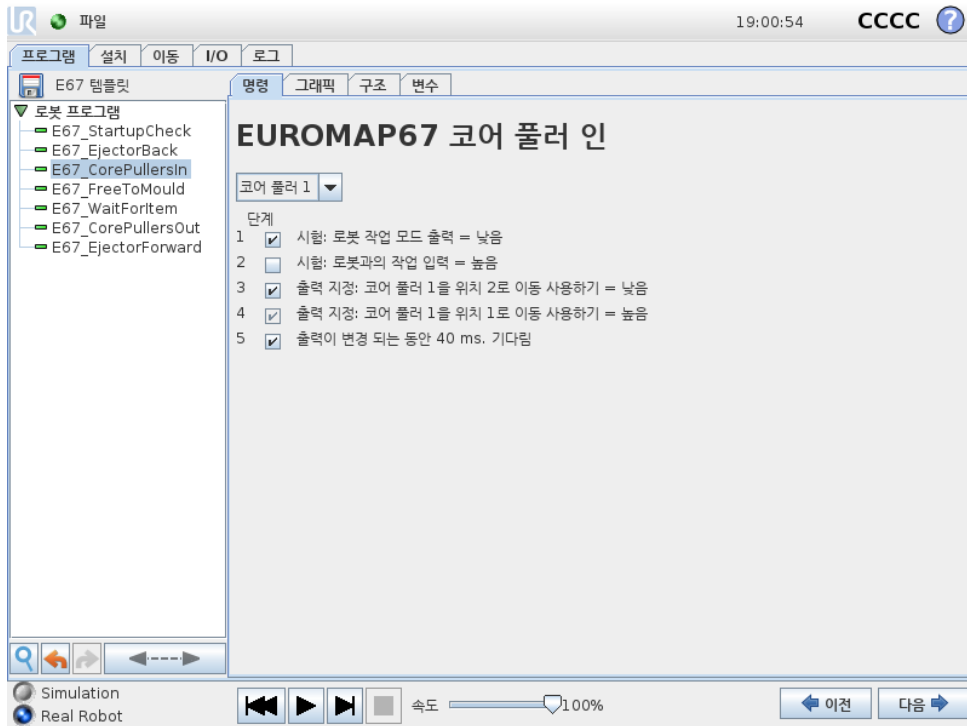 UR 파일 19:00:54 CCCC ?
프로그램 설치 이동 I/O 로그
E67 템플릿 명령 그래픽 구조 변수
로봇 프로그램
E67_StartupCheck
E67_EjectorBack
E67_CorePullersIn
E67_FreeToMould
E67_WaitForItem
E67_CorePullersOut
E67_EjectorForward
EUROMAP67 코어 풀러 인
코어 풀러 1
단계
1 시험: 로봇 작업 모드 출력 = 낮음
2 시험: 로봇과의 작업 입력 = 높음
3 출력 지정: 코어 풀러 1을 위치 2로 이동 사용하기 = 낮음
4 출력 지정: 코어 풀러 1을 위치 1로 이동 사용하기 = 높음
5 출력이 변경 되는 동안 40 ms. 기다림
Simulation
Real Robot
속도 100% 이전 다음